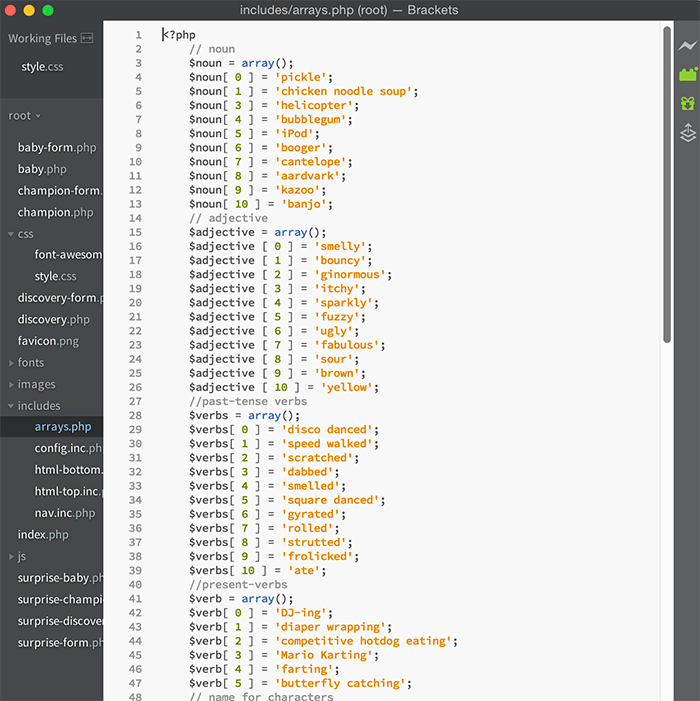 includes/arrays.php (root) — Brackets
Working Files
style.css
root
baby-form.php
baby.php
champion-form.
champion.php
css
font-awesom
style.css
discovery-form.p
discovery.php
favicon.png
fonts
images
includes
arrays.php
config.inc.ph
html-bottom.
html-top.inc.p
nav.inc.php
index.php
js
surprise-baby.ph
surprise-champi
surprise-discove
surprise-form.ph
1 <?php
2 // noun
3 $noun = array();
4 $noun[ 0 ] = 'pickle';
5 $noun[ 1 ] = 'chicken noodle soup';
6 $noun[ 3 ] = 'helicopter';
7 $noun[ 4 ] = 'bubblegum';
8 $noun[ 5 ] = 'iPod';
9 $noun[ 6 ] = 'booger';
10 $noun[ 7 ] = 'cantelope';
11 $noun[ 8 ] = 'aardvark';
12 $noun[ 9 ] = 'kazoo';
13 $noun[ 10 ] = 'banjo';
14 // adjective
15 $adjective = array();
16 $adjective [ 0 ] = 'smelly';
17 $adjective [ 1 ] = 'bouncy';
18 $adjective [ 2 ] = 'ginormous';
19 $adjective [ 3 ] = 'itchy';
20 $adjective [ 4 ] = 'sparkly';
21 $adjective [ 5 ] = 'fuzzy';
22 $adjective [ 6 ] = 'ugly';
23 $adjective [ 7 ] = 'fabulous';
24 $adjective [ 8 ] = 'sour';
25 $adjective [ 9 ] = 'brown';
26 $adjective [ 10 ] = 'yellow';
27 //past-tense verbs
28 $verbs = array();
29 $verbs[ 0 ] = 'disco danced';
30 $verbs[ 1 ] = 'speed walked';
31 $verbs[ 2 ] = 'scratched';
32 $verbs[ 3 ] = 'dabbed';
33 $verbs[ 4 ] = 'smelled';
34 $verbs[ 5 ] = 'square danced';
35 $verbs[ 6 ] = 'gyrated';
36 $verbs[ 7 ] = 'rolled';
37 $verbs[ 8 ] = 'strutted';
38 $verbs[ 9 ] = 'frolicked';
39 $verbs[ 10 ] = 'ate';
40 //present-verbs
41 $verb = array();
42 $verb[ 0 ] = 'DJ-ing';
43 $verb[ 1 ] = 'diaper wrapping';
44 $verb[ 2 ] = 'competitive hotdog eating';
45 $verb[ 3 ] = 'Mario Karting';
46 $verb[ 4 ] = 'farting';
47 $verb[ 5 ] = 'butterfly catching';
48 // name for characters